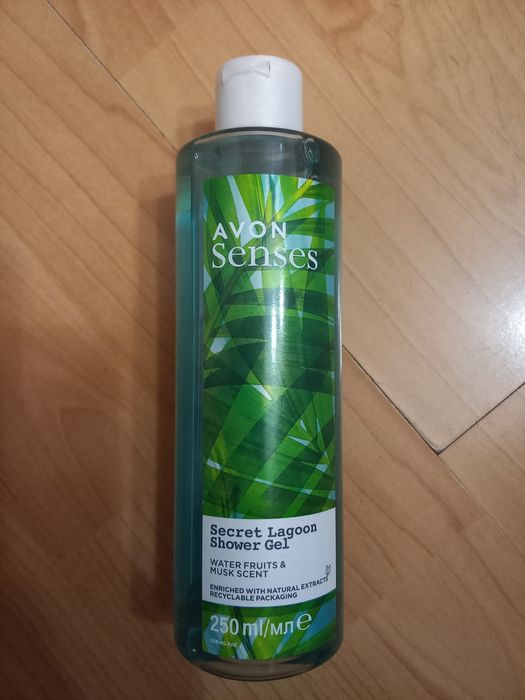 AVON
Senses
Secret Lagoon
Shower Gel
WATER FRUITS &
MUSK SCENT
ENRICHED WITH NATURAL EXTRACTS
RECYCLABLE PACKAGING
250 ml/мл e